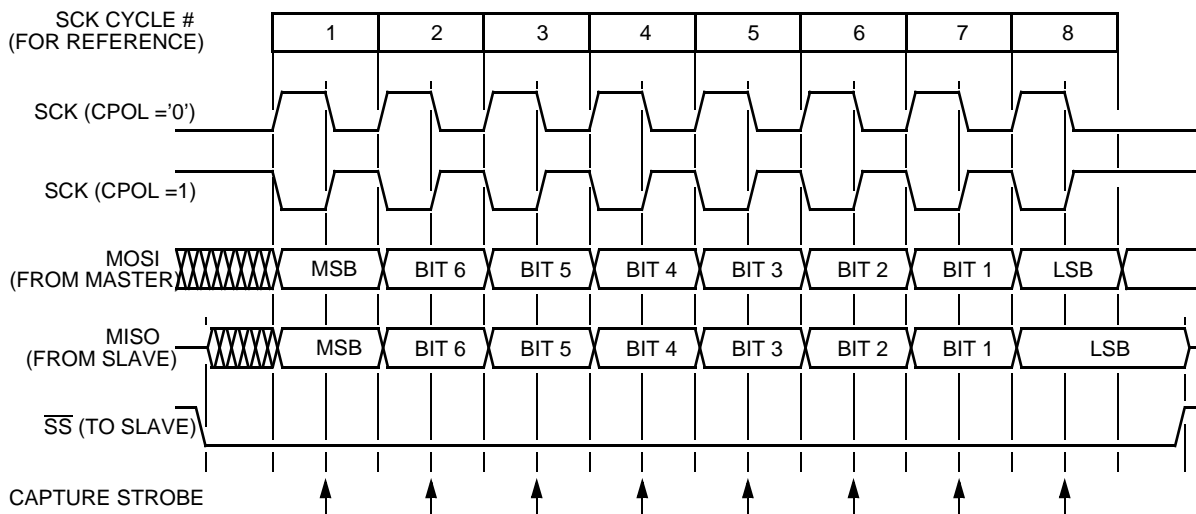 SCK CYCLE #
(FOR REFERENCE)
1 2 3 4 5 6 7 8
SCK (CPOL ='0')
SCK (CPOL =1)
MOSI
(FROM MASTER)
MSB BIT 6 BIT 5 BIT 4 BIT 3 BIT 2 BIT 1 LSB
MISO
(FROM SLAVE)
MSB BIT 6 BIT 5 BIT 4 BIT 3 BIT 2 BIT 1 LSB
S̅S̅ (TO SLAVE)
CAPTURE STROBE